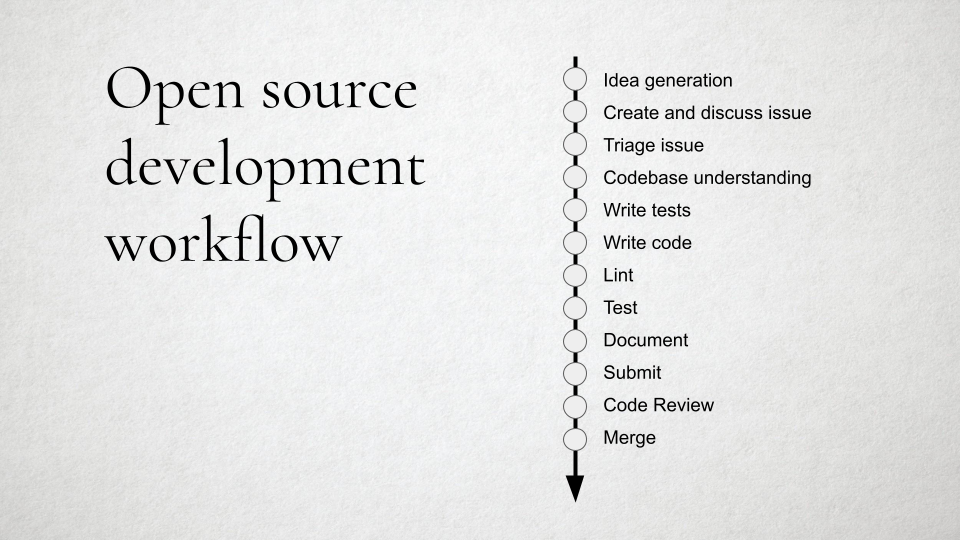 Open source
development
workflow
Idea generation
Create and discuss issue
Triage issue
Codebase understanding
Write tests
Write code
Lint
Test
Document
Submit
Code Review
Merge